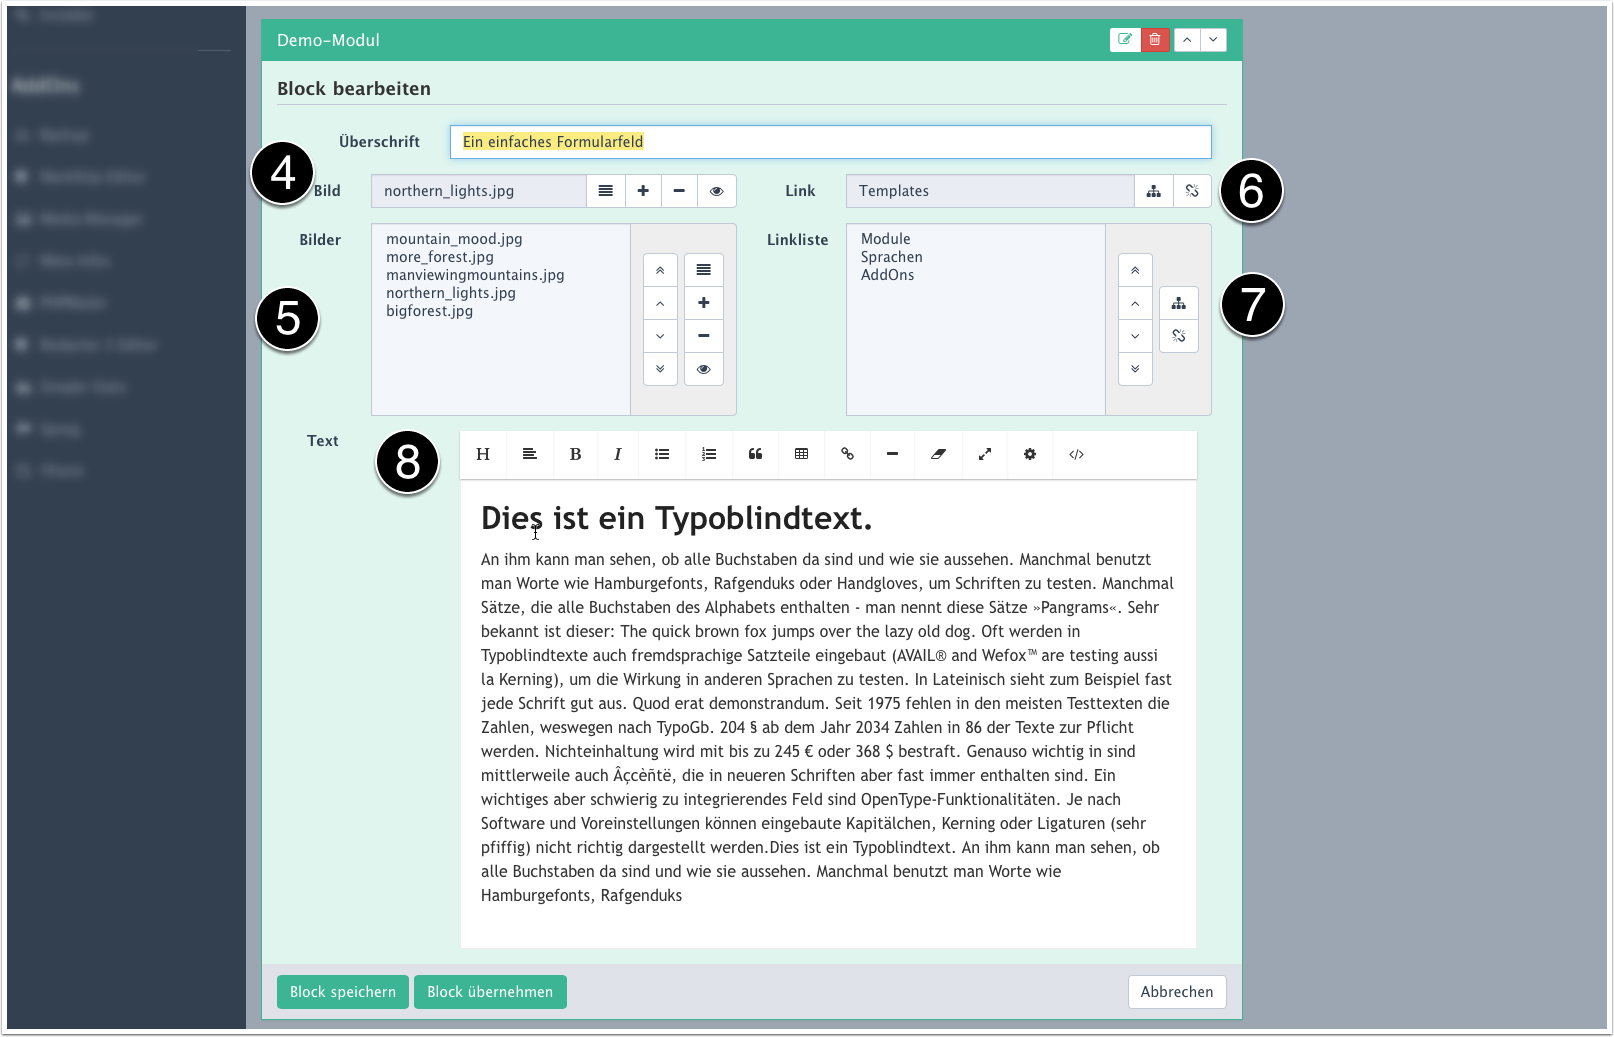 AddOns
Demo-Modul
Block bearbeiten
Überschrift
Ein einfaches Formularfeld
4
Bild
northern_lights.jpg
Link
Templates
6
Bilder
mountain_mood.jpg
more_forest.jpg
manviewingmountains.jpg
northern_lights.jpg
bigforest.jpg
5
Linkliste
Module
Sprachen
AddOns
7
Text
8
H B I
Dies ist ein Typoblindtext.
An ihm kann man sehen, ob alle Buchstaben da sind und wie sie aussehen. Manchmal benutzt
man Worte wie Hamburgefonts, Rafgenduks oder Handgloves, um Schriften zu testen. Manchmal
Sätze, die alle Buchstaben des Alphabets enthalten - man nennt diese Sätze »Pangrams«. Sehr
bekannt ist dieser: The quick brown fox jumps over the lazy old dog. Oft werden in
Typoblindtexte auch fremdsprachige Satzteile eingebaut (AVAIL® and Wefox™ are testing aussi
la Kerning), um die Wirkung in anderen Sprachen zu testen. In Lateinisch sieht zum Beispiel fast
jede Schrift gut aus. Quod erat demonstrandum. Seit 1975 fehlen in den meisten Testtexten die
Zahlen, weswegen nach TypoGb. 204 § ab dem Jahr 2034 Zahlen in 86 der Texte zur Pflicht
werden. Nichteinhaltung wird mit bis zu 245 € oder 368 $ bestraft. Genauso wichtig in sind
mittlerweile auch Âçcèñtë, die in neueren Schriften aber fast immer enthalten sind. Ein
wichtiges aber schwierig zu integrierendes Feld sind OpenType-Funktionalitäten. Je nach
Software und Voreinstellungen können eingebaute Kapitälchen, Kerning oder Ligaturen (sehr
pfiffig) nicht richtig dargestellt werden.Dies ist ein Typoblindtext. An ihm kann man sehen, ob
alle Buchstaben da sind und wie sie aussehen. Manchmal benutzt man Worte wie
Hamburgefonts, Rafgenduks
Block speichern
Block übernehmen
Abbrechen